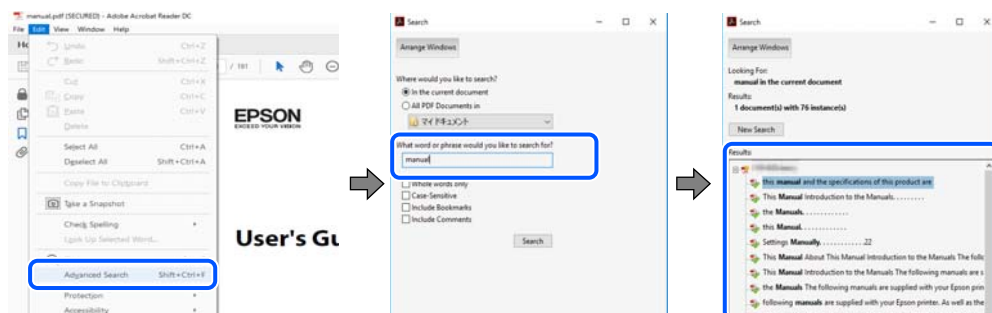 manual.pdf (SECURED) - Adobe Acrobat Reader DC
File Edit View Window Help
Undo Ctrl+Z
Redo Shift+Ctrl+Z
Cut Ctrl+X
Copy Ctrl+C
Paste Ctrl+V
Delete
Select All Ctrl+A
Deselect All Shift+Ctrl+A
Copy File to Clipboard
Take a Snapshot
Check Spelling
Look Up Selected Word...
Advanced Search Shift+Ctrl+F
Protection
Accessibility
/ 191
EPSON
EXCEED YOUR VISION
User's Gu
Search
Arrange Windows
Where would you like to search?
In the current document
All PDF Documents in
マイ ドキュメント
What word or phrase would you like to search for?
manual
Whole words only
Case-Sensitive
Include Bookmarks
Include Comments
Search
Search
Arrange Windows
Looking For:
manual in the current document
Results:
1 document(s) with 76 instance(s)
New Search
Results:
this manual and the specifications of this product are
This Manual Introduction to the Manuals. . . . . . . . .
the Manuals. . . . . . . . . . . . .
this Manual. . . . . . . . . . . . .
Settings Manually. . . . . . . . . . . . .22
This Manual About This Manual Introduction to the Manuals The follo
This Manual Introduction to the Manuals The following manuals are s
the Manuals The following manuals are supplied with your Epson prin
following manuals are supplied with your Epson printer. As well as the